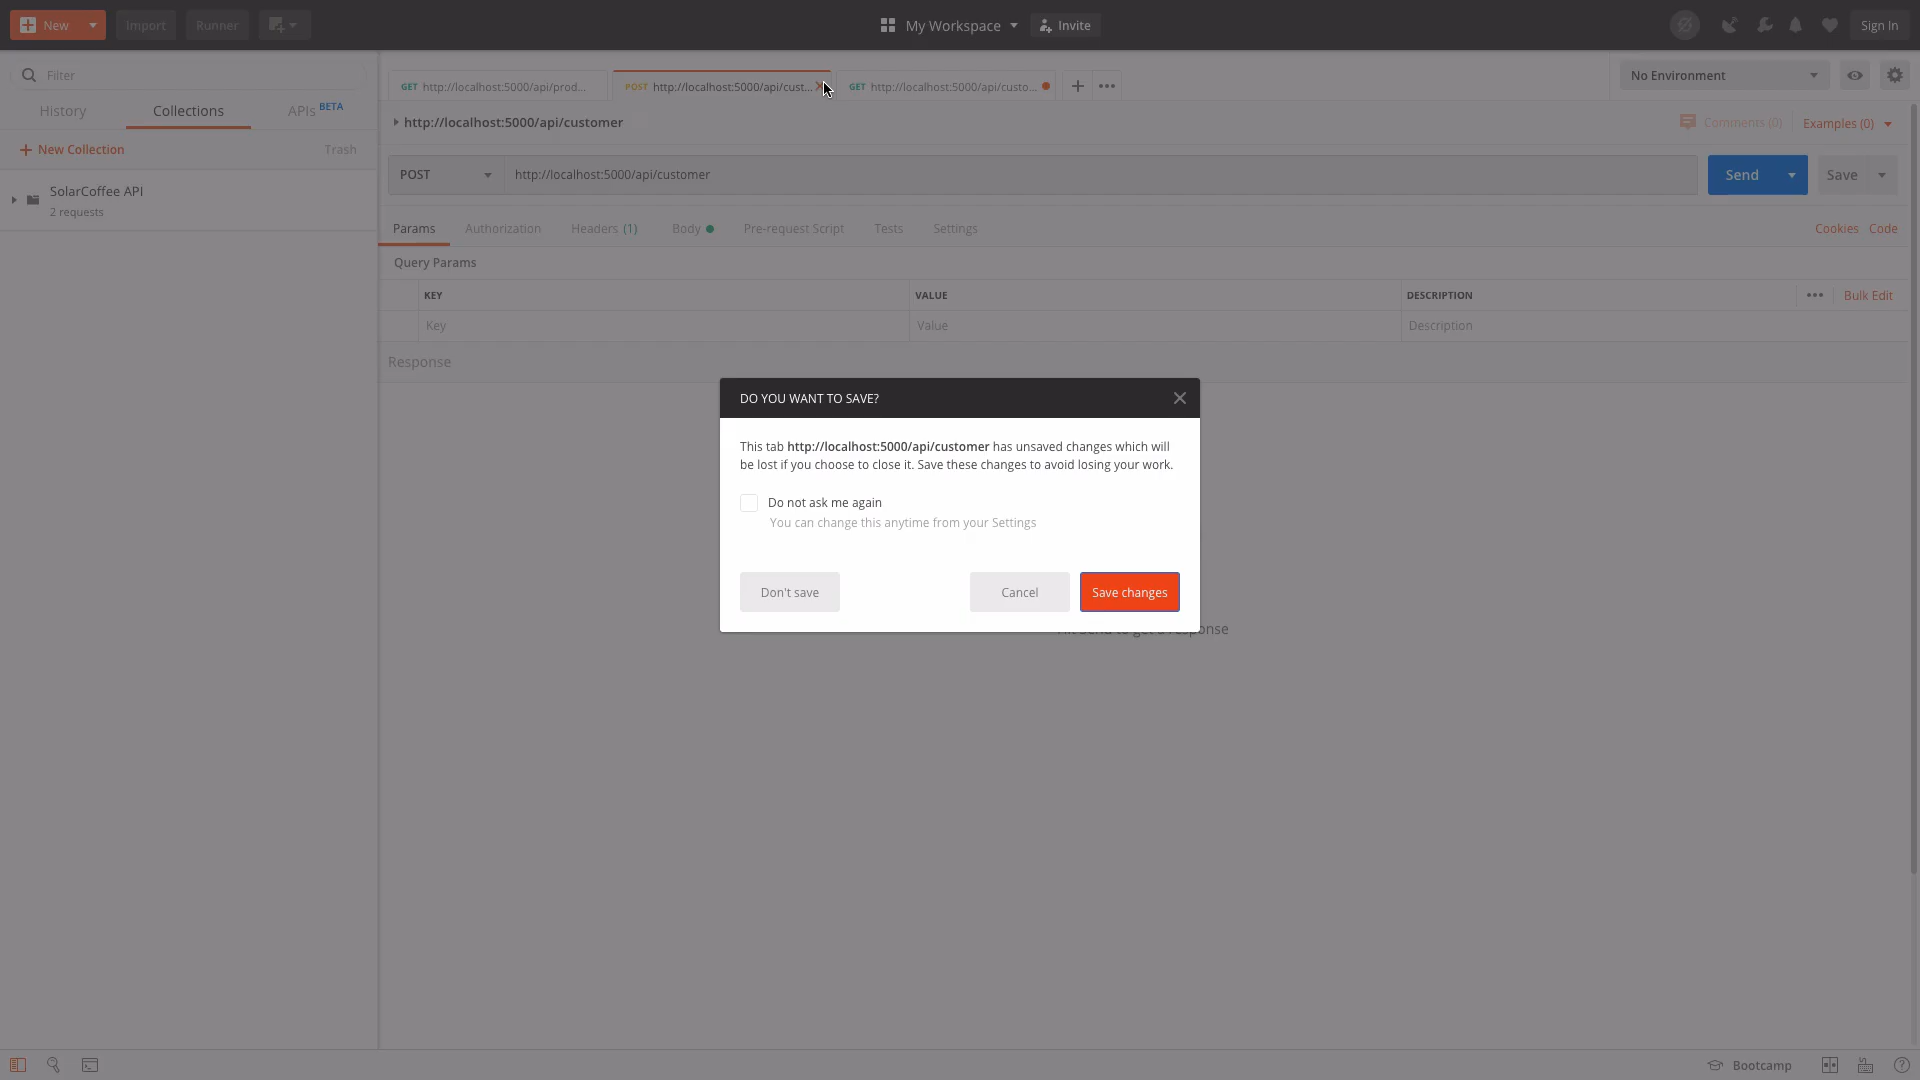 New
Import
Runner
My Workspace
Invite
Sign In
Filter
History
Collections
APIs BETA
New Collection
Trash
SolarCoffee API
2 requests
GET http://localhost:5000/api/prod...
POST http://localhost:5000/api/cust...
GET http://localhost:5000/api/custo...
No Environment
http://localhost:5000/api/customer
Comments (0)
Examples (0)
POST
http://localhost:5000/api/customer
Send
Save
Params
Authorization
Headers (1)
Body
Pre-request Script
Tests
Settings
Cookies
Code
Query Params
KEY
VALUE
DESCRIPTION
Bulk Edit
Key
Value
Description
Response
DO YOU WANT TO SAVE?
This tab http://localhost:5000/api/customer has unsaved changes which will
be lost if you choose to close it. Save these changes to avoid losing your work.
Do not ask me again
You can change this anytime from your Settings
Don't save
Cancel
Save changes
Bootcamp